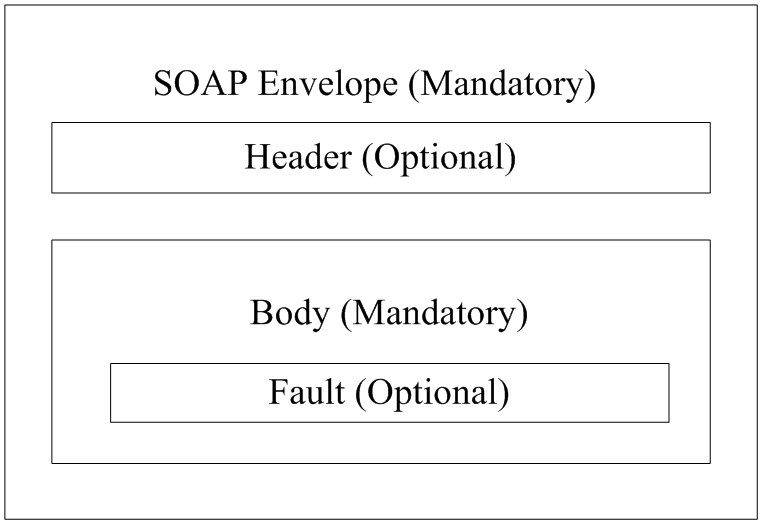 SOAP Envelope (Mandatory)
Header (Optional)
Body (Mandatory)
Fault (Optional)